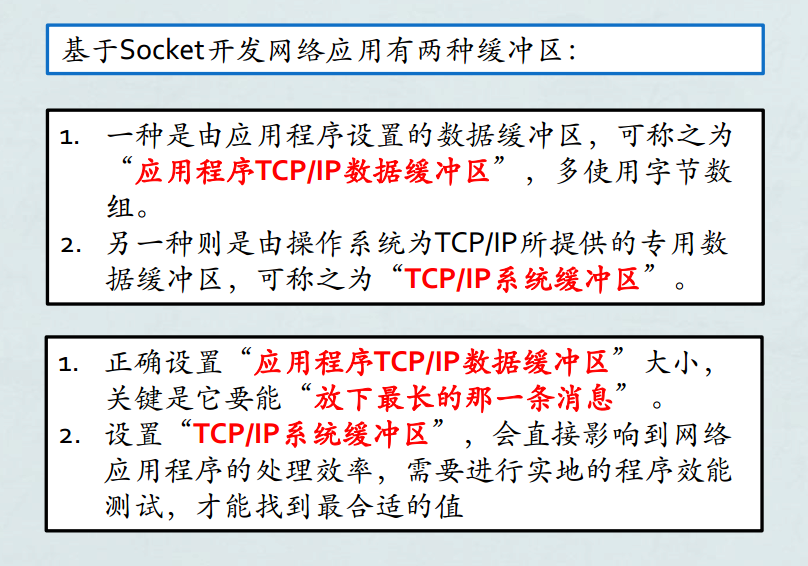 基于Socket开发网络应用有两种缓冲区：
1. 一种是由应用程序设置的数据缓冲区，可称之为
“应用程序TCP/IP数据缓冲区”，多使用字节数
组。
2. 另一种则是由操作系统为TCP/IP所提供的专用数
据缓冲区，可称之为“TCP/IP系统缓冲区”。
1. 正确设置“应用程序TCP/IP数据缓冲区”大小，
关键是它要能“放下最长的那一条消息”。
2. 设置“TCP/IP系统缓冲区”，会直接影响到网络
应用程序的处理效率，需要进行实地的程序效能
测试，才能找到最合适的值